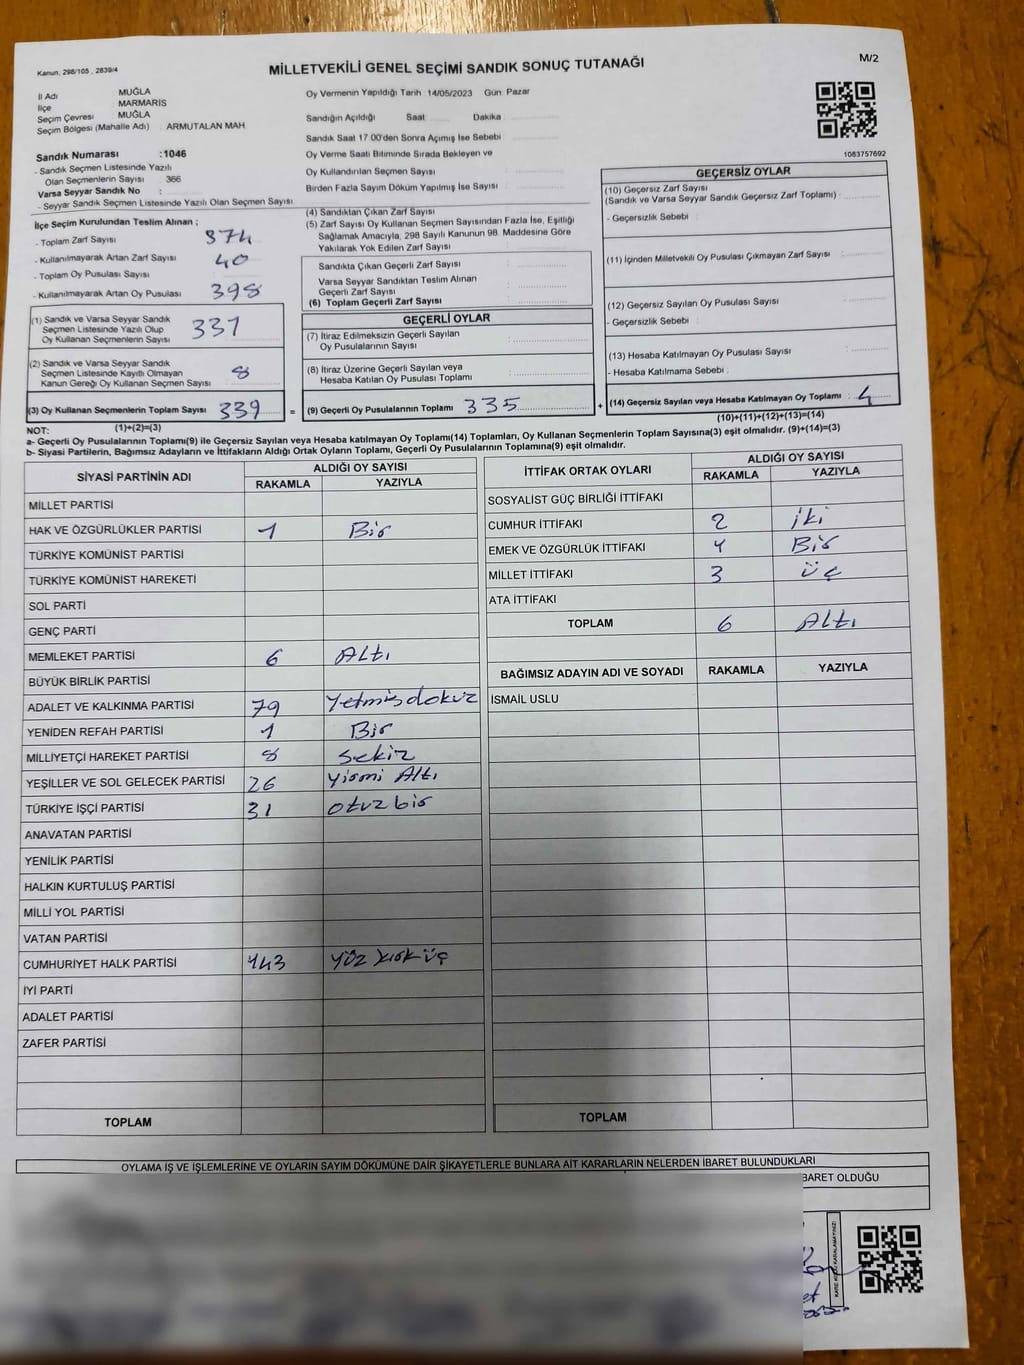 Kanun, 298/105 , 2839/4
MİLLETVEKİLİ GENEL SEÇİMİ SANDIK SONUÇ TUTANAĞI
M/2
İl Adı MUĞLA
İlçe MARMARİS
Seçim Çevresi MUĞLA
Seçim Bölgesi (Mahalle Adı) : ARMUTALAN MAH
Oy Vermenin Yapıldığı Tarih : 14/05/2023 Gün : Pazar
Sandığın Açıldığı Saat Dakika :
Sandık Saat 17.00'den Sonra Açımış İse Sebebi :
Oy Verme Saati Bitiminde Sırada Bekleyen ve
Oy Kullandırılan Seçmen Sayısı :
Birden Fazla Sayım Döküm Yapılmış İse Sayısı :
1083757692
Sandık Numarası : 1046
- Sandık Seçmen Listesinde Yazılı
Olan Seçmenlerin Sayısı : 366
Varsa Seyyar Sandık No :
- Seyyar Sandık Seçmen Listesinde Yazılı Olan Seçmen Sayısı
İlçe Seçim Kurulundan Teslim Alınan ;
- Toplam Zarf Sayısı 374
- Kullanılmayarak Artan Zarf Sayısı 40
- Toplam Oy Pusulası Sayısı :
- Kullanılmayarak Artan Oy Pusulası 398
(1) Sandık ve Varsa Seyyar Sandık
Seçmen Listesinde Yazılı Olup
Oy Kullanan Seçmenlerin Sayısı 331
(2) Sandık ve Varsa Seyyar Sandık
Seçmen Listesinde Kayıtlı Olmayan
Kanun Gereği Oy Kullanan Seçmen Sayısı : 8
(3) Oy Kullanan Seçmenlerin Toplam Sayısı 339 =
(1)+(2)=(3)
(4) Sandıktan Çıkan Zarf Sayısı
(5) Zarf Sayısı Oy Kullanan Seçmen Sayısından Fazla İse, Eşitliği
Sağlamak Amacıyla, 298 Sayılı Kanunun 98. Maddesine Göre
Yakılarak Yok Edilen Zarf Sayısı :
Sandıkta Çıkan Geçerli Zarf Sayısı :
Varsa Seyyar Sandıktan Teslim Alınan
Geçerli Zarf Sayısı :
(6) Toplam Geçerli Zarf Sayısı :
GEÇERLİ OYLAR
(7) İtiraz Edilmeksizin Geçerli Sayılan
Oy Pusulalarının Sayısı :
(8) İtiraz Üzerine Geçerli Sayılan veya
Hesaba Katılan Oy Pusulası Toplamı :
(9) Geçerli Oy Pusulalarının Toplamı : 335 +
GEÇERSİZ OYLAR
(10) Geçersiz Zarf Sayısı
(Sandık ve Varsa Seyyar Sandık Geçersiz Zarf Toplamı) :
- Geçersizlik Sebebi :
(11) İçinden Milletvekili Oy Pusulası Çıkmayan Zarf Sayısı :
(12) Geçersiz Sayılan Oy Pusulası Sayısı :
- Geçersizlik Sebebi :
(13) Hesaba Katılmayan Oy Pusulası Sayısı :
- Hesaba Katılmama Sebebi :
(14) Geçersiz Sayılan veya Hesaba Katılmayan Oy Toplamı : 4
(10)+(11)+(12)+(13)=(14)
NOT:
a- Geçerli Oy Pusulalarının Toplamı(9) ile Geçersiz Sayılan veya Hesaba katılmayan Oy Toplamı(14) Toplamları, Oy Kullanan Seçmenlerin Toplam Sayısına(3) eşit olmalıdır. (9)+(14)=(3)
b- Siyasi Partilerin, Bağımsız Adayların ve İttifakların Aldığı Ortak Oyların Toplamı, Geçerli Oy Pusulalarının Toplamına(9) eşit olmalıdır.
SİYASİ PARTİNİN ADI ALDIĞI OY SAYISI
RAKAMLA YAZIYLA
MİLLET PARTİSİ
HAK VE ÖZGÜRLÜKLER PARTİSİ 1 Bir
TÜRKİYE KOMÜNİST PARTİSİ
TÜRKİYE KOMÜNİST HAREKETİ
SOL PARTİ
GENÇ PARTİ
MEMLEKET PARTİSİ 6 Altı
BÜYÜK BİRLİK PARTİSİ
ADALET VE KALKINMA PARTİSİ 79 Yetmişdokuz
YENİDEN REFAH PARTİSİ 1 Bir
MİLLİYETÇİ HAREKET PARTİSİ 8 Sekiz
YEŞİLLER VE SOL GELECEK PARTİSİ 26 Yirmi Altı
TÜRKİYE İŞÇİ PARTİSİ 31 Otuz bir
ANAVATAN PARTİSİ
YENİLİK PARTİSİ
HALKIN KURTULUŞ PARTİSİ
MİLLİ YOL PARTİSİ
VATAN PARTİSİ
CUMHURİYET HALK PARTİSİ 143 Yüz kırk üç
İYİ PARTİ
ADALET PARTİSİ
ZAFER PARTİSİ
TOPLAM
İTTİFAK ORTAK OYLARI ALDIĞI OY SAYISI
RAKAMLA YAZIYLA
SOSYALİST GÜÇ BİRLİĞİ İTTİFAKI
CUMHUR İTTİFAKI 2 iki
EMEK VE ÖZGÜRLÜK İTTİFAKI 1 Bir
MİLLET İTTİFAKI 3 üç
ATA İTTİFAKI
TOPLAM 6 Altı
BAĞIMSIZ ADAYIN ADI VE SOYADI RAKAMLA YAZIYLA
İSMAİL USLU
TOPLAM
OYLAMA İŞ VE İŞLEMLERİNE VE OYLARIN SAYIM DÖKÜMÜNE DAİR ŞİKAYETLERLE BUNLARA AİT KARARLARIN NELERDEN İBARET BULUNDUKLARI
BARET OLDUĞU